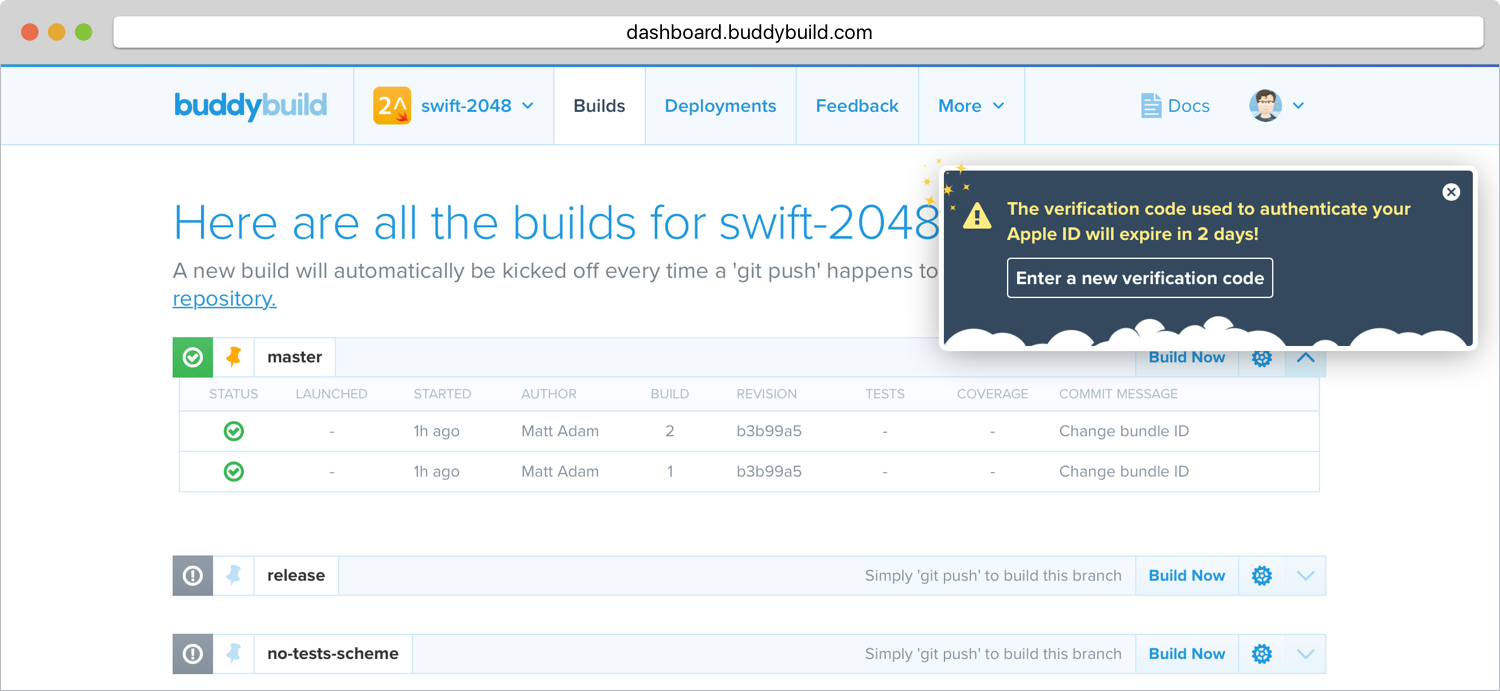 dashboard.buddybuild.com
buddybuild
2^ swift-2048
Builds
Deployments
Feedback
More
Docs
The verification code used to authenticate your
Apple ID will expire in 2 days!
Enter a new verification code
Here are all the builds for swift-2048
A new build will automatically be kicked off every time a 'git push' happens to
repository.
master
Build Now
STATUS LAUNCHED STARTED AUTHOR BUILD REVISION TESTS COVERAGE COMMIT MESSAGE
- 1h ago Matt Adam 2 b3b99a5 - - Change bundle ID
- 1h ago Matt Adam 1 b3b99a5 - - Change bundle ID
release Simply 'git push' to build this branch Build Now
no-tests-scheme Simply 'git push' to build this branch Build Now